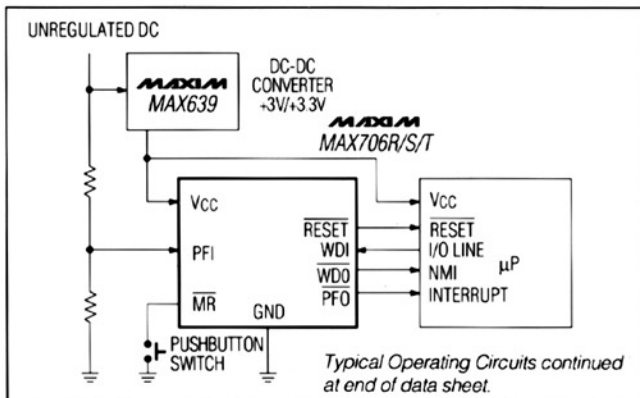 UNREGULATED DC
MAXIM
MAX639
DC-DC
CONVERTER
+3V/+3.3V
MAXIM
MAX706R/S/T
VCC
PFI
MR
GND
RESET
WDI
WDO
PFO
VCC
RESET
I/O LINE
NMI
INTERRUPT
μP
PUSHBUTTON
SWITCH
Typical Operating Circuits continued
at end of data sheet.